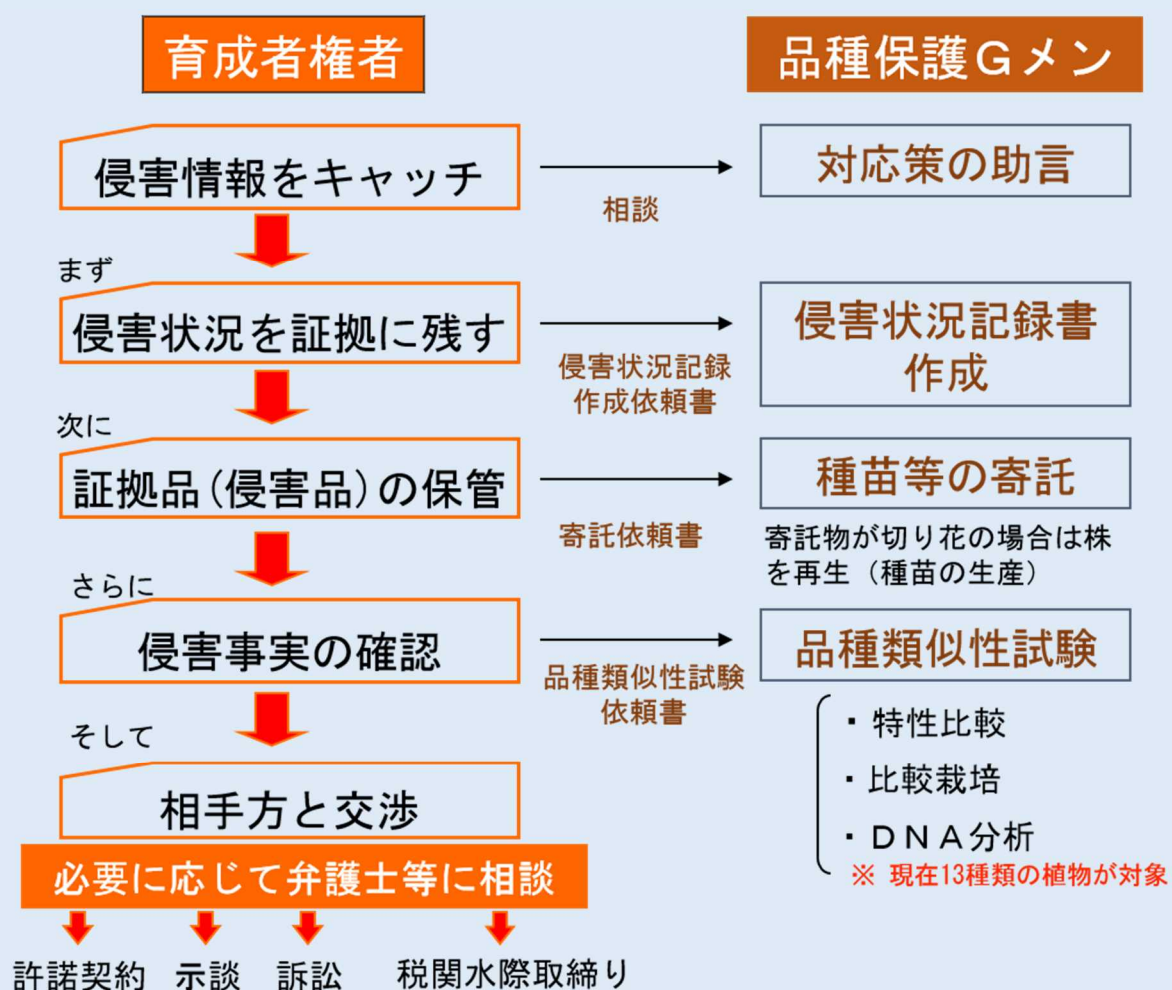 育成者権者
品種保護Gメン
侵害情報をキャッチ
相談
対応策の助言
まず
侵害状況を証拠に残す
侵害状況記録
作成依頼書
侵害状況記録書
作成
次に
証拠品(侵害品)の保管
寄託依頼書
種苗等の寄託
寄託物が切り花の場合は株
を再生(種苗の生産)
さらに
侵害事実の確認
品種類似性試験
依頼書
品種類似性試験
・特性比較
・比較栽培
・DNA分析
※ 現在13種類の植物が対象
そして
相手方と交渉
必要に応じて弁護士等に相談
許諾契約 示談 訴訟 税関水際取締り